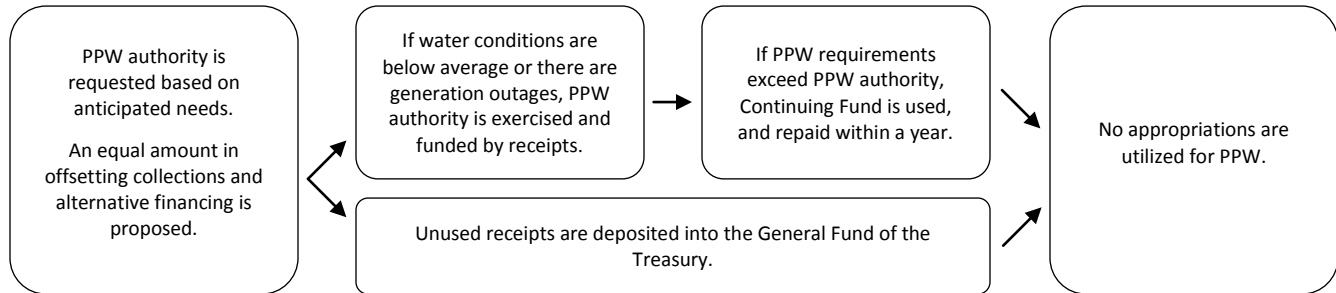 PPW authority is
requested based on
anticipated needs.
An equal amount in
offsetting collections and
alternative financing is
proposed.
If water conditions are
below average or there are
generation outages, PPW
authority is exercised and
funded by receipts.
If PPW requirements
exceed PPW authority,
Continuing Fund is used,
and repaid within a year.
Unused receipts are deposited into the General Fund of the
Treasury.
No appropriations are
utilized for PPW.